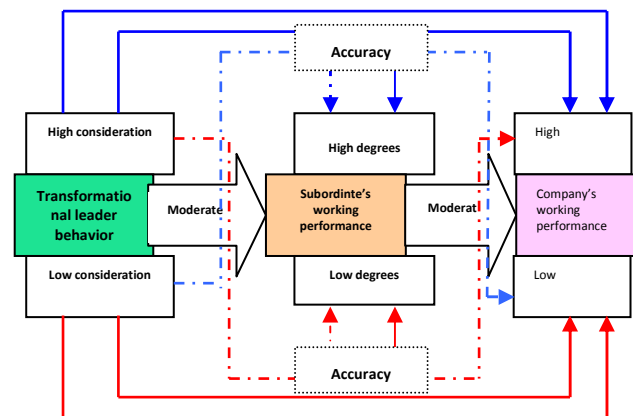 Accuracy
High consideration
High degrees
High
Transformatio
nal leader
behavior
Moderate
Subordinte's
working
performance
Moderat
Company's
working
performance
Low consideration
Low degrees
Low
Accuracy